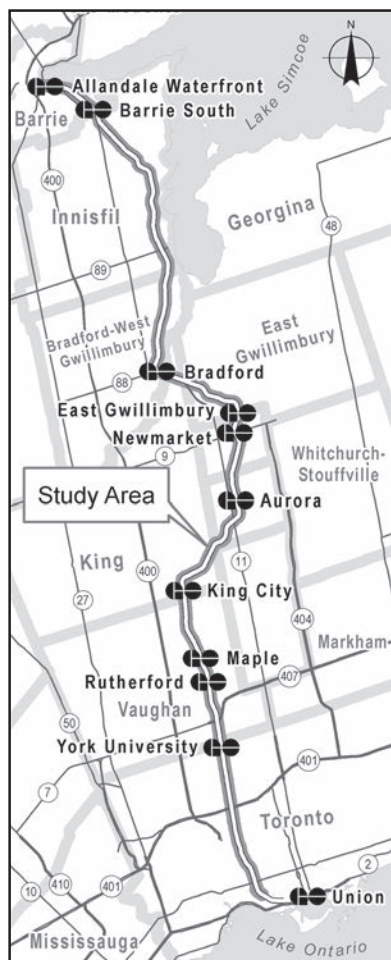 N
Lake Simcoe
Allandale Waterfront
Barrie South
Barrie
400
Innisfil
Georgina
48
89
Bradford-West
Gwillimbury
East
Gwillimbury
88
Bradford
East Gwillimbury
Newmarket
9
Whitchurch-
Stouffville
Study Area
Aurora
King
400
11
King City
27
404
Markham
Maple
407
Rutherford
Vaughan
50
York University
401
7
Toronto
2
10
410
401
Union
Mississauga
Lake Ontario